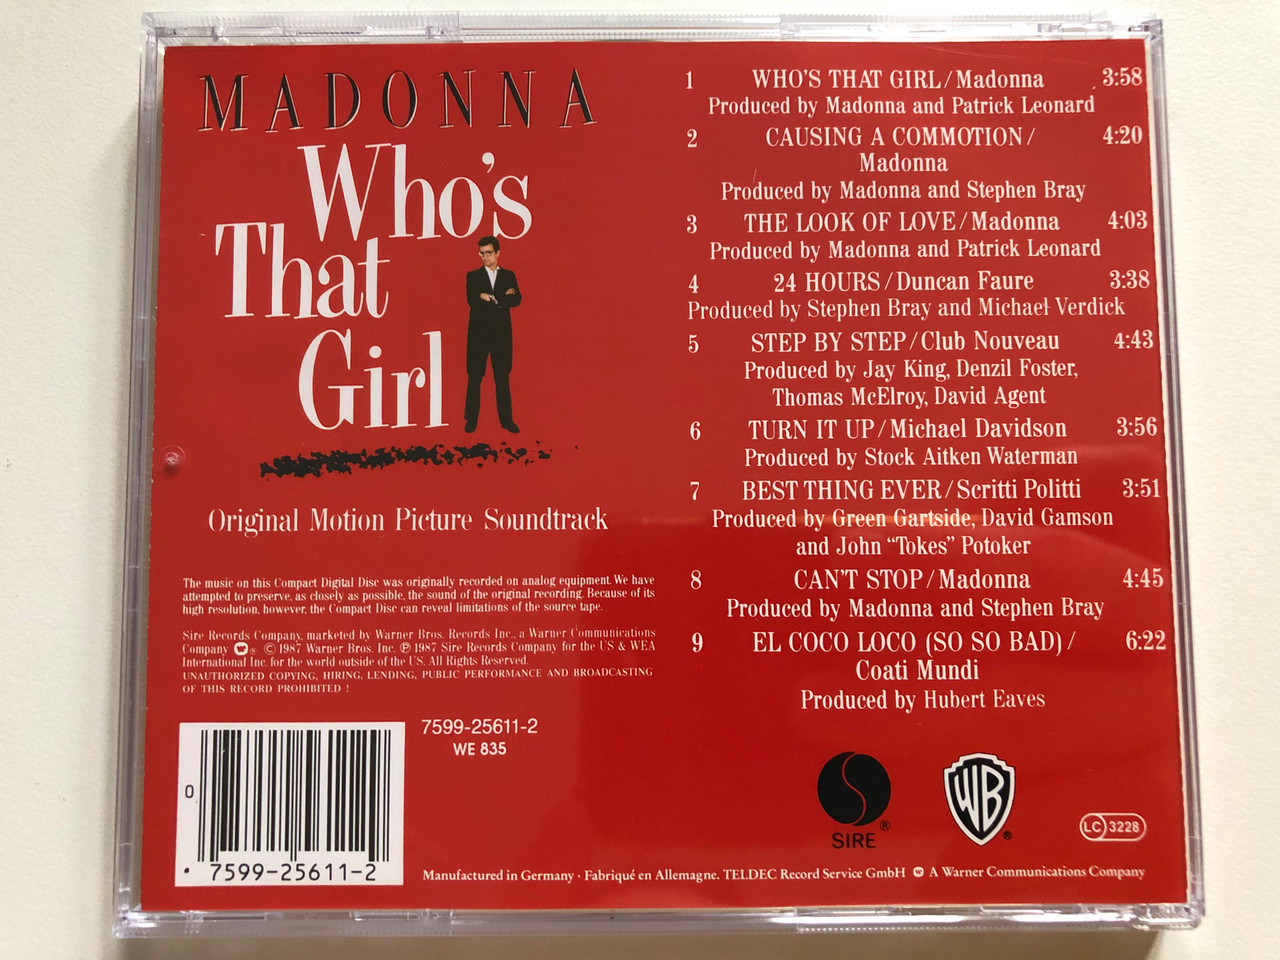 MADONNA
Who's
That
Girl
Original Motion Picture Soundtrack
The music on this Compact Digital Disc was originally recorded on analog equipment. We have
attempted to preserve, as closely as possible, the sound of the original recording. Because of its
high resolution, however, the Compact Disc can reveal limitations of the source tape.
Sire Records Company, marketed by Warner Bros. Records Inc., a Warner Communications
Company ® © 1987 Warner Bros. Inc. ℗ 1987 Sire Records Company for the US & WEA
International Inc. for the world outside of the US. All Rights Reserved.
UNAUTHORIZED COPYING, HIRING, LENDING, PUBLIC PERFORMANCE AND BROADCASTING
OF THIS RECORD PROHIBITED !
7599-25611-2
WE 835
0
7599-25611-2
1 WHO'S THAT GIRL/Madonna 3:58
Produced by Madonna and Patrick Leonard
2 CAUSING A COMMOTION/ 4:20
Madonna
Produced by Madonna and Stephen Bray
3 THE LOOK OF LOVE/Madonna 4:03
Produced by Madonna and Patrick Leonard
4 24 HOURS/Duncan Faure 3:38
Produced by Stephen Bray and Michael Verdick
5 STEP BY STEP/Club Nouveau 4:43
Produced by Jay King, Denzil Foster,
Thomas McElroy, David Agent
6 TURN IT UP/Michael Davidson 3:56
Produced by Stock Aitken Waterman
7 BEST THING EVER/Scritti Politti 3:51
Produced by Green Gartside, David Gamson
and John “Tokes” Potoker
8 CAN'T STOP/Madonna 4:45
Produced by Madonna and Stephen Bray
9 EL COCO LOCO (SO SO BAD)/ 6:22
Coati Mundi
Produced by Hubert Eaves
SIRE ®
WB ®
LC 3228
Manufactured in Germany · Fabriqué en Allemagne. TELDEC Record Service GmbH A Warner Communications Company